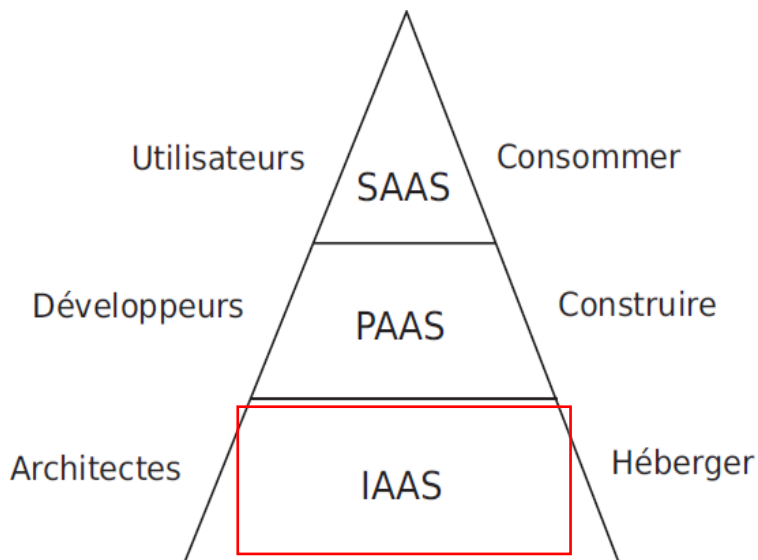 Utilisateurs
SAAS
Consommer
Développeurs
PAAS
Construire
Architectes
IAAS
Héberger